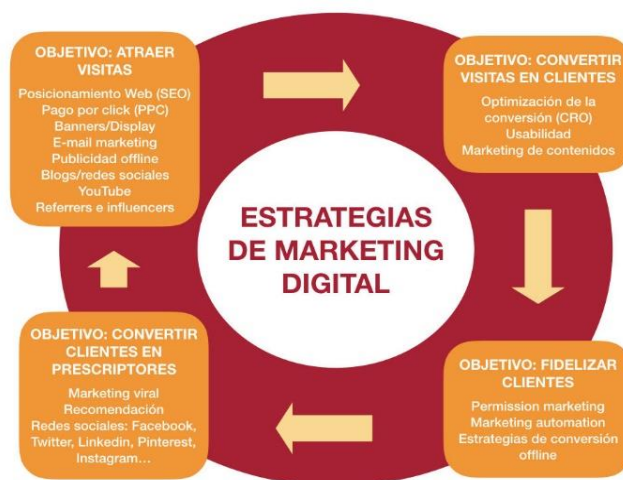 OBJETIVO: ATRAER
VISITAS
Posicionamiento Web (SEO)
Pago por click (PPC)
Banners/Display
E-mail marketing
Publicidad offline
Blogs/redes sociales
YouTube
Referrers e influencers
OBJETIVO: CONVERTIR
VISITAS EN CLIENTES
Optimización de la
conversión (CRO)
Usabilidad
Marketing de contenidos
ESTRATEGIAS
DE MARKETING
DIGITAL
OBJETIVO: CONVERTIR
CLIENTES EN
PRESCRIPTORES
Marketing viral
Recomendación
Redes sociales: Facebook,
Twitter, Linkedin, Pinterest,
Instagram...
OBJETIVO: FIDELIZAR
CLIENTES
Permission marketing
Marketing automation
Estrategias de conversión
offline